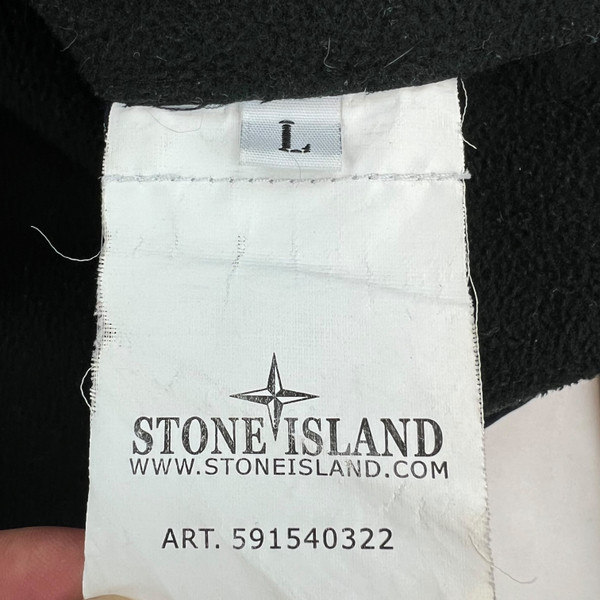 L
STONE ISLAND
WWW.STONEISLAND.COM
ART. 591540322